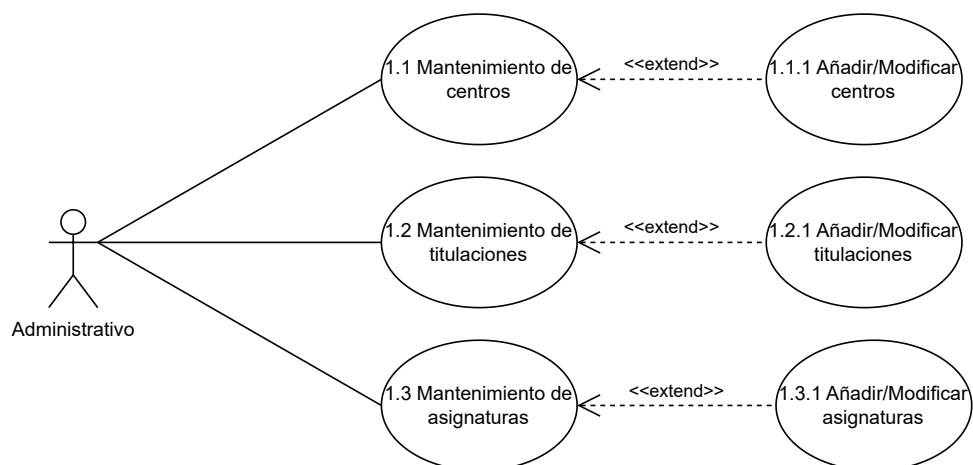 1.1 Mantenimiento de
centros
<<extend>>
1.1.1 Añadir/Modificar
centros
1.2 Mantenimiento de
titulaciones
<<extend>>
1.2.1 Añadir/Modificar
titulaciones
Administrativo
1.3 Mantenimiento de
asignaturas
<<extend>>
1.3.1 Añadir/Modificar
asignaturas